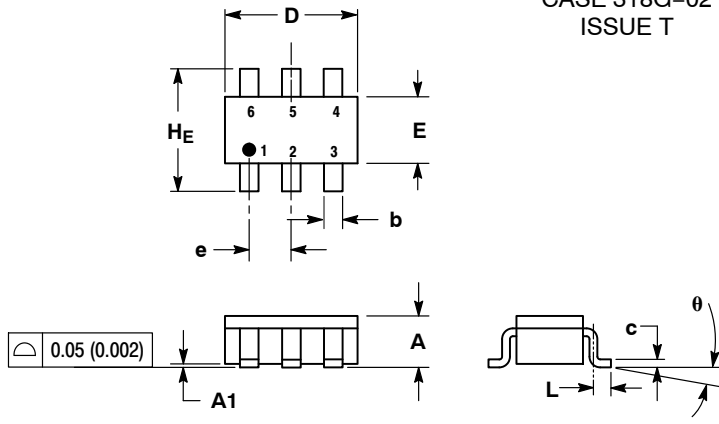 CASE 318G-02
ISSUE T
D
6 5 4
HE
E
1 2 3
b
e
0.05 (0.002)
A
A1
c
θ
L